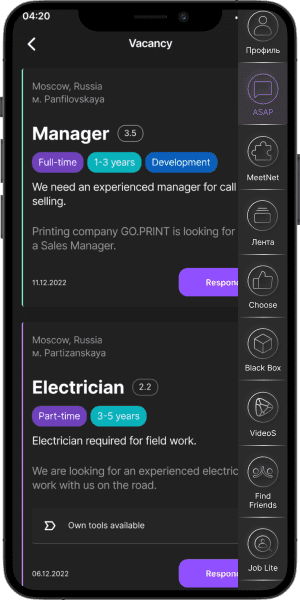 04:20
Vacancy
Moscow, Russia
м. Panfilovskaya
Manager 3.5
Full-time 1-3 years Development
We need an experienced manager for call
selling.
Printing company GO.PRINT is looking for
a Sales Manager.
11.12.2022 Respon
Moscow, Russia
м. Partizanskaya
Electrician 2.2
Part-time 3-5 years
Electrician required for field work.
We are looking for an experienced electric
work with us on the road.
Own tools available
06.12.2022 Respon
Профиль
ASAP
MeetNet
Лента
Choose
Black Box
VideoS
Find
Friends
Job Lite